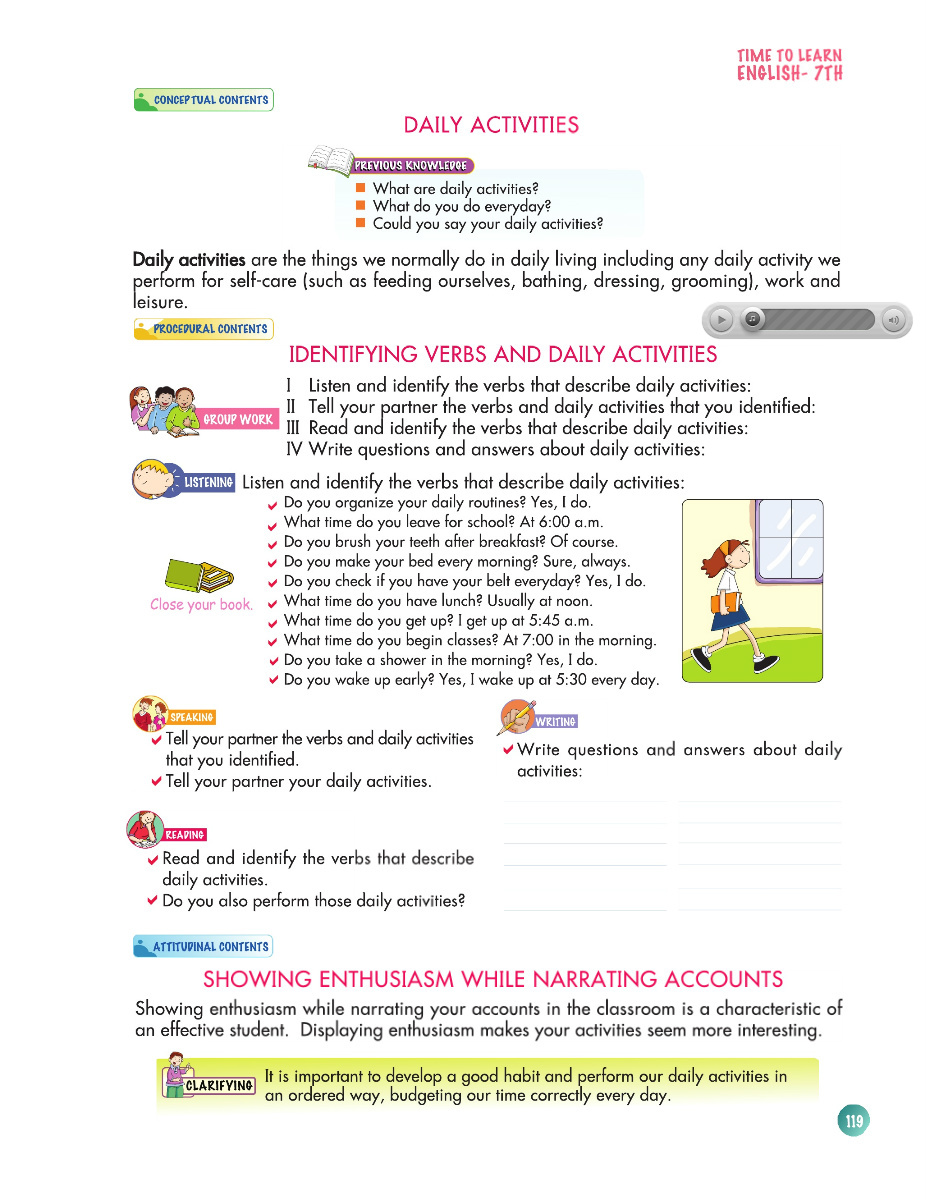 TIME TO LEARN
ENGLISH- 7TH
CONCEPTUAL CONTENTS
DAILY ACTIVITIES
PREVIOUS KNOWLEDGE
What are daily activities?
What do you do everyday?
Could you say your daily activities?
Daily activities are the things we normally do in daily living including any daily activity we
perform for self-care (such as feeding ourselves, bathing, dressing, grooming), work and
leisure.
PROCEDURAL CONTENTS
IDENTIFYING VERBS AND DAILY ACTIVITIES
GROUP WORK
I Listen and identify the verbs that describe daily activities:
II Tell your partner the verbs and daily activities that you identified:
III Read and identify the verbs that describe daily activities:
IV Write questions and answers about daily activities:
LISTENING Listen and identify the verbs that describe daily activities:
Do you organize your daily routines? Yes, I do.
What time do you leave for school? At 6:00 a.m.
Do you brush your teeth after breakfast? Of course.
Do you make your bed every morning? Sure, always.
Do you check if you have your belt everyday? Yes, I do.
What time do you have lunch? Usually at noon.
What time do you get up? I get up at 5:45 a.m.
What time do you begin classes? At 7:00 in the morning.
Do you take a shower in the morning? Yes, I do.
Do you wake up early? Yes, I wake up at 5:30 every day.
Close your book.
SPEAKING
Tell your partner the verbs and daily activities
that you identified.
Tell your partner your daily activities.
WRITING
Write questions and answers about daily
activities:
READING
Read and identify the verbs that describe
daily activities.
Do you also perform those daily activities?
ATTITUDINAL CONTENTS
SHOWING ENTHUSIASM WHILE NARRATING ACCOUNTS
Showing enthusiasm while narrating your accounts in the classroom is a characteristic of
an effective student. Displaying enthusiasm makes your activities seem more interesting.
CLARIFYING
It is important to develop a good habit and perform our daily activities in
an ordered way, budgeting our time correctly every day.
119